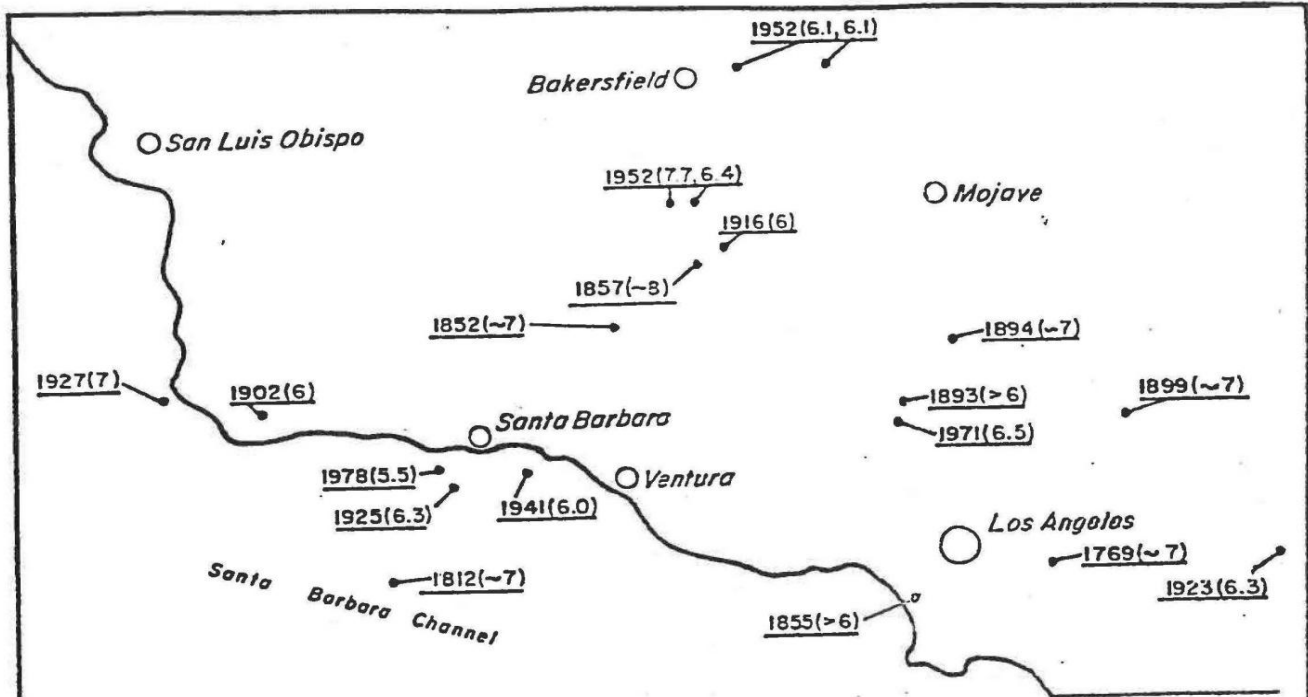 1952(6.1, 6.1)
Bakersfield
San Luis Obispo
1952(7.7, 6.4)
Mojave
1916(6)
1857(~8)
1852(~7)
1894(~7)
1927(7)
1902(6)
1893(>6)
1899(~7)
Santa Barbara
1971(6.5)
1978(5.5)
Ventura
1925(6.3)
1941(6.0)
Los Angolos
Santa Barbara Channel
1812(~7)
1769(~7)
1923(6.3)
1855(>6)